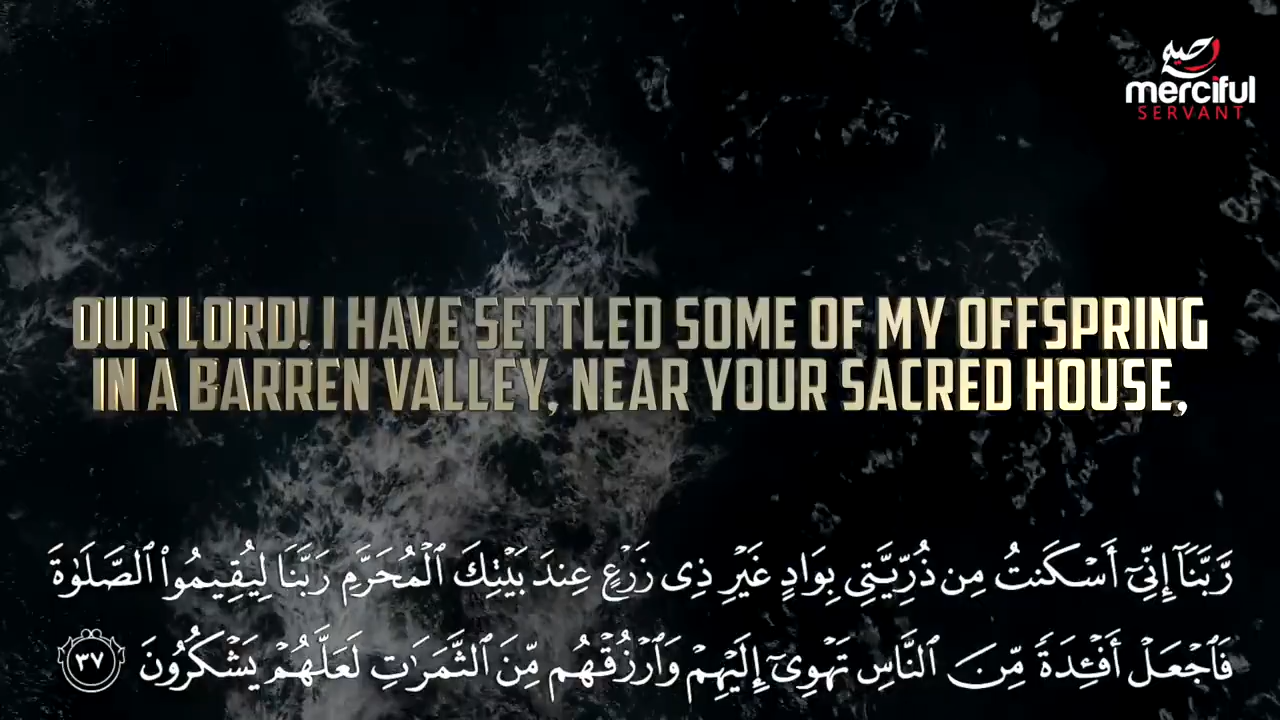 رحيم
merciful
SERVANT
OUR LORD! I HAVE SETTLED SOME OF MY OFFSPRING
IN A BARREN VALLEY, NEAR YOUR SACRED HOUSE,
رَّبَّنَآ إِنِّىٓ أَسْكَنتُ مِن ذُرِّيَّتِى بِوَادٍ غَيْرِ ذِى زَرْعٍ عِندَ بَيْتِكَ ٱلْمُحَرَّمِ رَبَّنَا لِيُقِيمُوا۟ ٱلصَّلَوٰةَ
فَٱجْعَلْ أَفْـِٔدَةً مِّنَ ٱلنَّاسِ تَهْوِىٓ إِلَيْهِمْ وَٱرْزُقْهُم مِّنَ ٱلثَّمَرَٰتِ لَعَلَّهُمْ يَشْكُرُونَ ٣٧